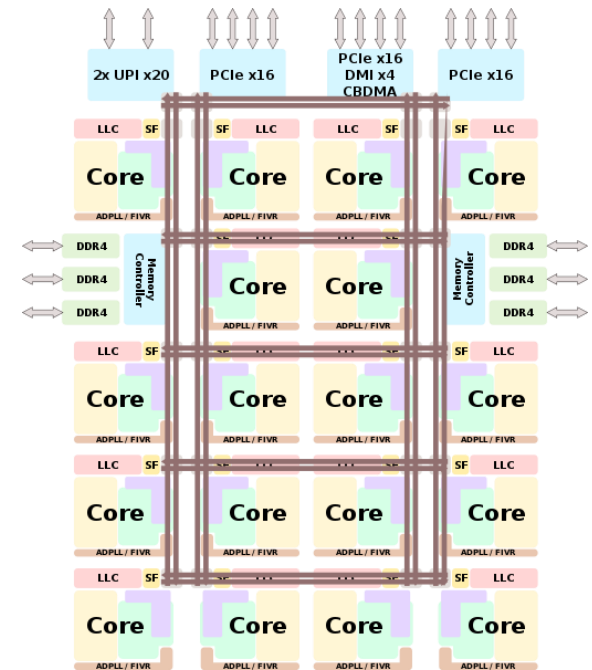 2x UPI x20
PCIe x16
PCIe x16
DMI x4
CBDMA
PCIe x16
LLC SF SF LLC LLC SF SF LLC
Core Core Core Core
ADPLL / FIVR ADPLL / FIVR ADPLL / FIVR ADPLL / FIVR
DDR4 DDR4
DDR4 DDR4
DDR4 DDR4
Memory
Controller
Memory
Controller
Core Core
ADPLL / FIVR ADPLL / FIVR
LLC SF SF LLC
Core Core Core Core
ADPLL / FIVR ADPLL / FIVR ADPLL / FIVR ADPLL / FIVR
LLC SF SF LLC
Core Core Core Core
ADPLL / FIVR ADPLL / FIVR ADPLL / FIVR ADPLL / FIVR
LLC SF SF LLC
Core Core Core Core
ADPLL / FIVR ADPLL / FIVR ADPLL / FIVR ADPLL / FIVR